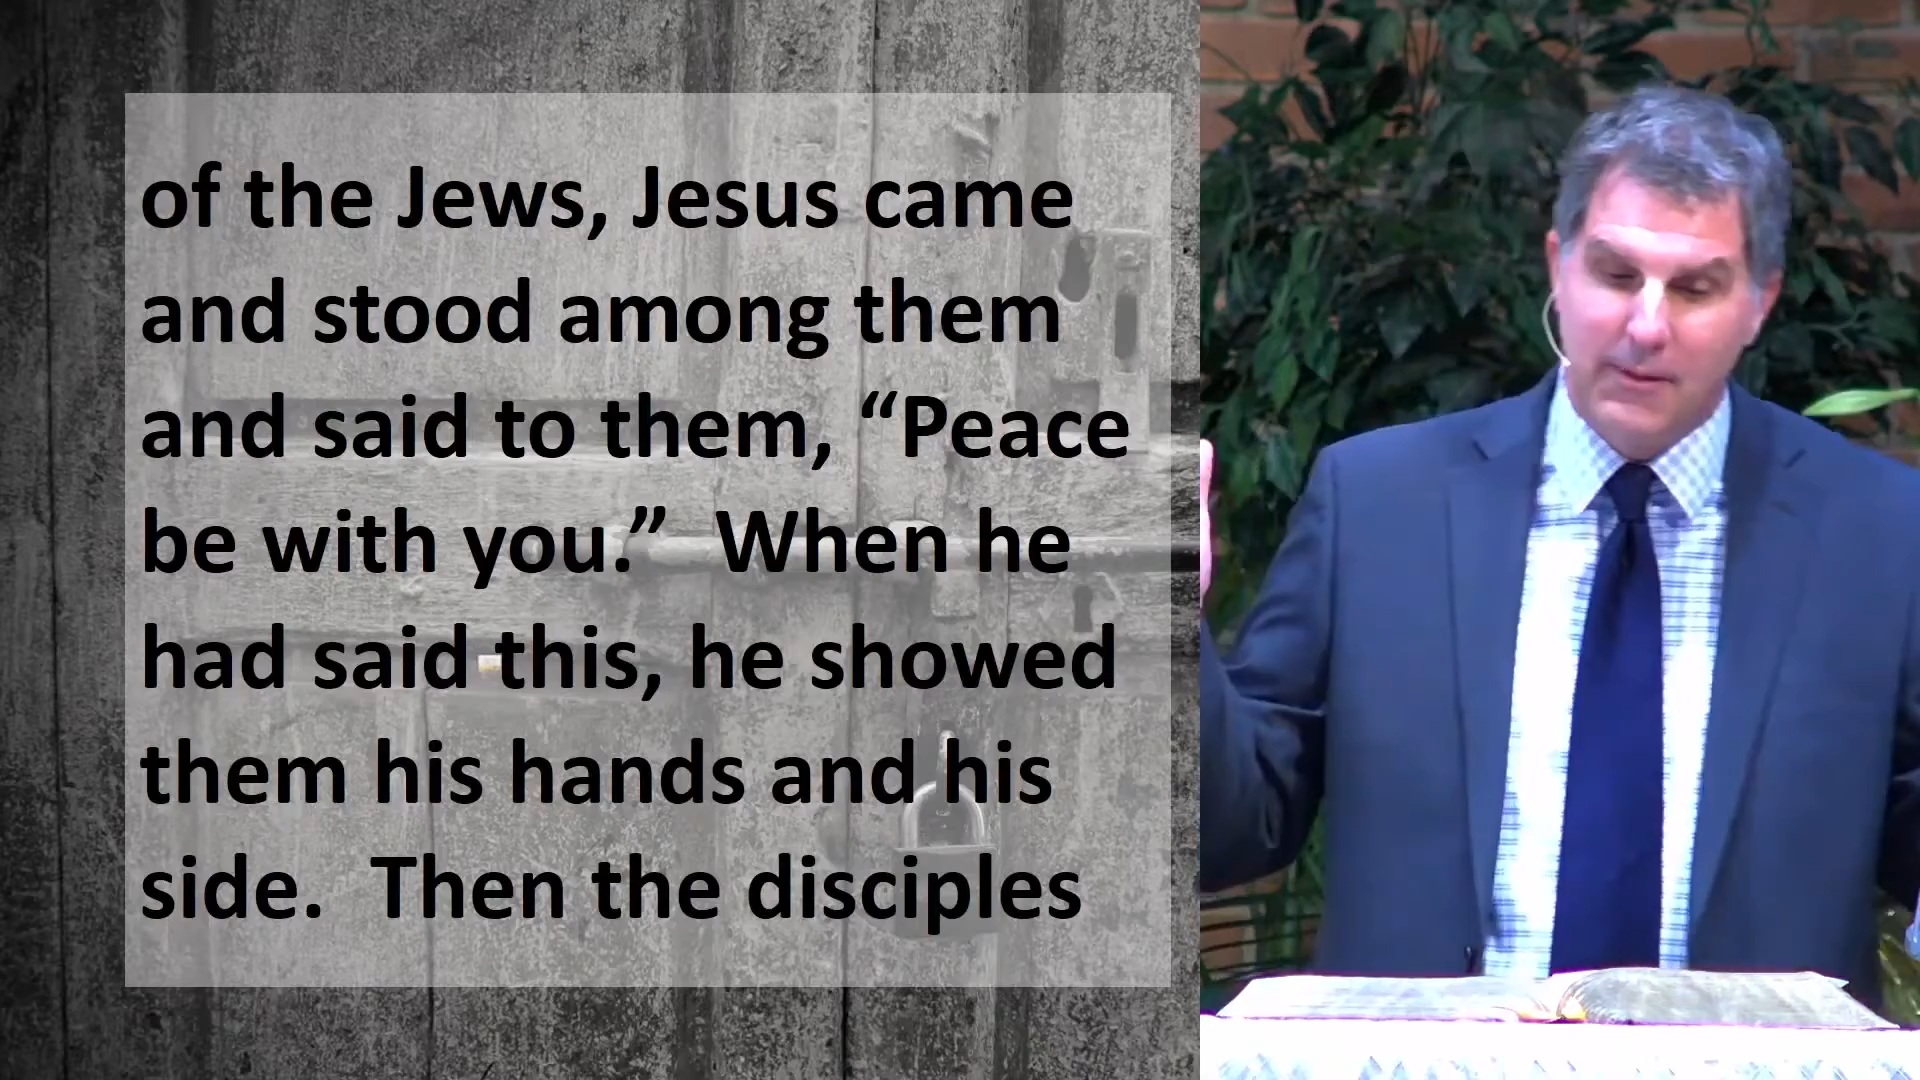 of the Jews, Jesus came
and stood among them
and said to them, “Peace
be with you.”  When he
had said this, he showed
them his hands and his
side.  Then the disciples